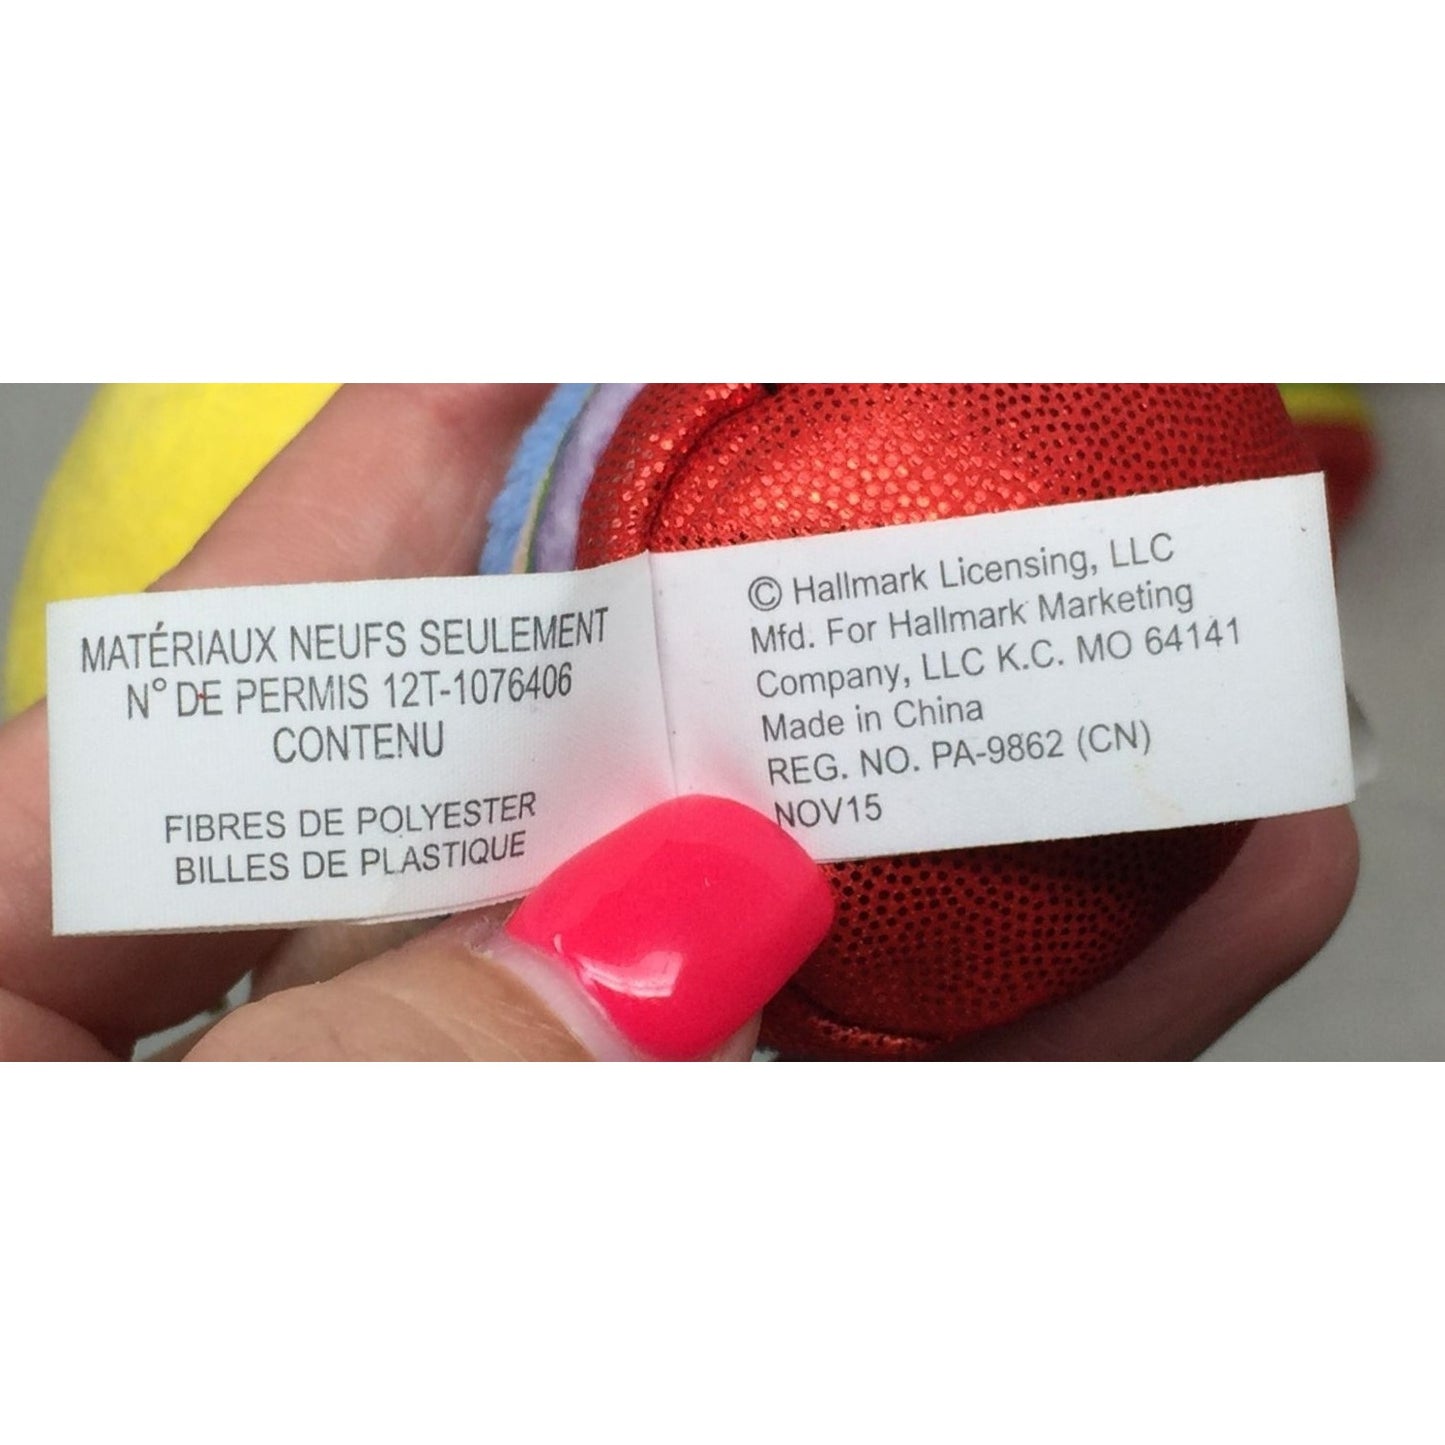 MATÉRIAUX NEUFS SEULEMENT
N° DE PERMIS 12T-1076406
CONTENU
FIBRES DE POLYESTER
BILLES DE PLASTIQUE
© Hallmark Licensing, LLC
Mfd. For Hallmark Marketing
Company, LLC K.C. MO 64141
Made in China
REG. NO. PA-9862 (CN)
NOV15